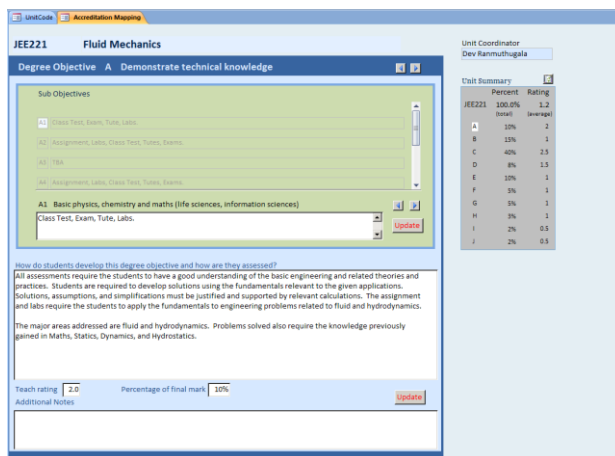 UnitCode Accreditation Mapping
JEE221 Fluid Mechanics
Unit Coordinator
Dev Ranmuthugala
Degree Objective A Demonstrate technical knowledge
Unit Summary
Percent Rating
JEE221 100.0% 1.2
(total) (average)
A 10% 2
B 15% 1
C 40% 2.5
D 8% 1.5
E 10% 1
F 5% 1
G 5% 1
H 3% 1
I 2% 0.5
J 2% 0.5
Sub Objectives
A1 Class Test, Exam, Tute, Labs.
A2 Assignment, Labs, Class Test, Tutes, Exams.
A3 TBA
A4 Assignment, Labs, Class Test, Tutes, Exams
A1 Basic physics, chemistry and maths (life sciences, information sciences)
Class Test, Exam, Tute, Labs.
Update
How do students develop this degree objective and how are they assessed?
All assessments require the students to have a good understanding of the basic engineering and related theories and
practices. Students are required to develop solutions using the fundamentals relevant to the given applications.
Solutions, assumptions, and simplifications must be justified and supported by relevant calculations. The assignment
and labs require the students to apply the fundamentals to engineering problems related to fluid and hydrodynamics.
The major areas addressed are fluid and hydrodynamics. Problems solved also require the knowledge previously
gained in Maths, Statics, Dynamics, and Hydrostatics.
Teach rating 2.0 Percentage of final mark 10%
Update
Additional Notes